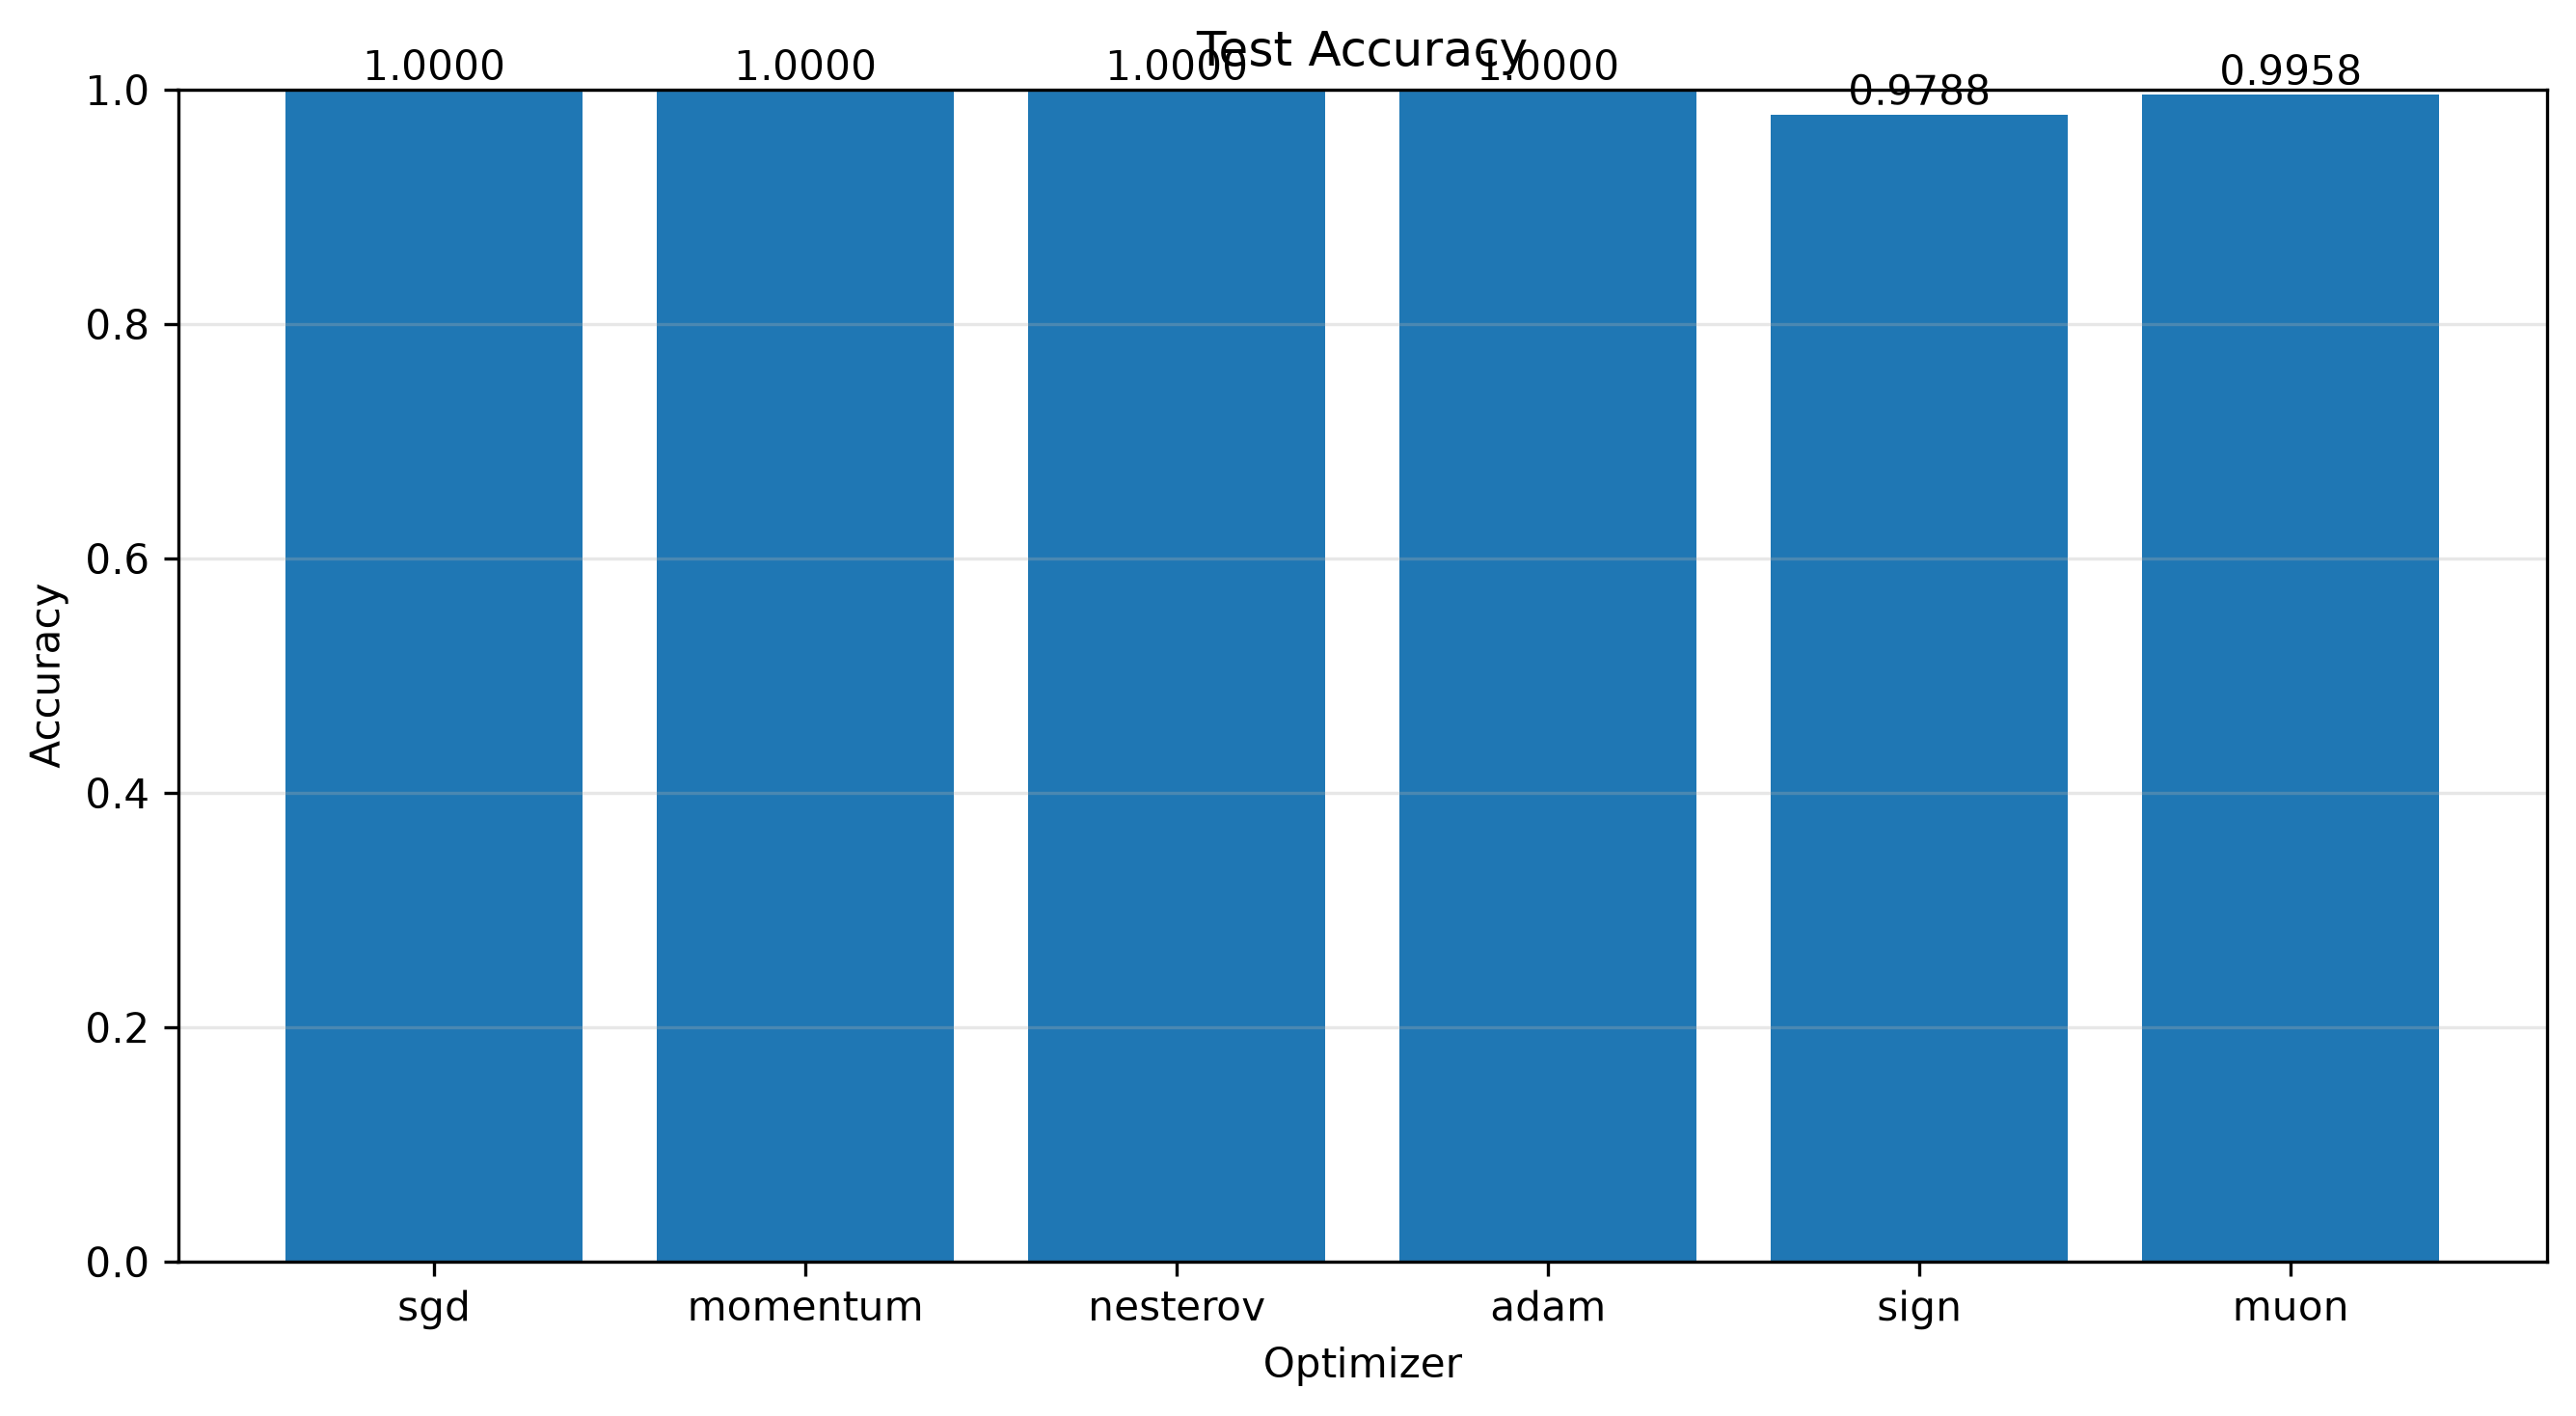 Test Accuracy
1.0000 1.0000 1.0000 1.0000 0.9788 0.9958
1.0
0.8
0.6
0.4
0.2
0.0
Accuracy
sgd momentum nesterov adam sign muon
Optimizer